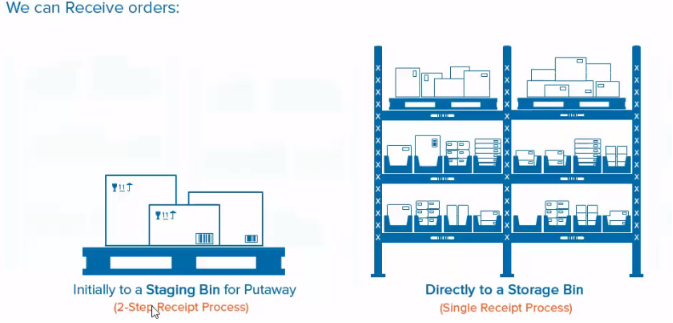 We can Receive orders:
Initially to a Staging Bin for Putaway
(2-Step Receipt Process)
Directly to a Storage Bin
(Single Receipt Process)